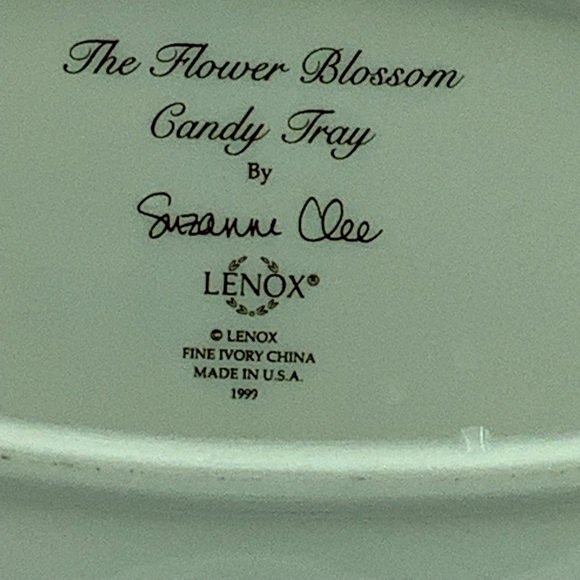 The Flower Blossom
Candy Tray
By
Suzanne Clee
LENOX®
© LENOX
FINE IVORY CHINA
MADE IN U.S.A.
1999